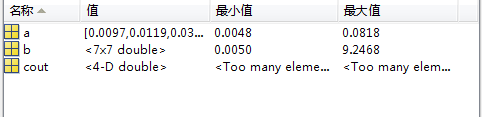 名称 值 最小值 最大值
a [0.0097,0.0119,0.03... 0.0048 0.0818
b <7x7 double> 0.0050 9.2468
cout <4-D double> <Too many eleme... <Too many elem...